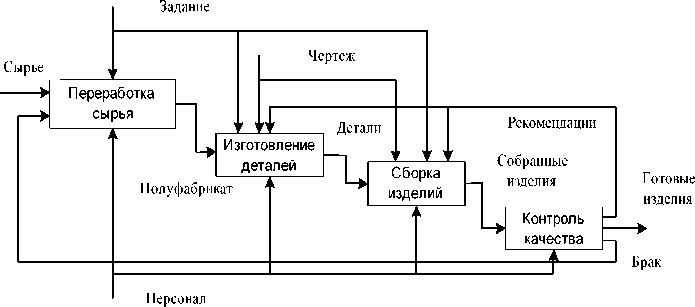 Задание
Чертеж
Сырье
Переработка
сырья
Детали
Рекомендации
Изготовление
деталей
Полуфабрикат
Сборка
изделий
Собранные
изделия
Готовые
изделия
Контроль
качества
Брак
Персонал